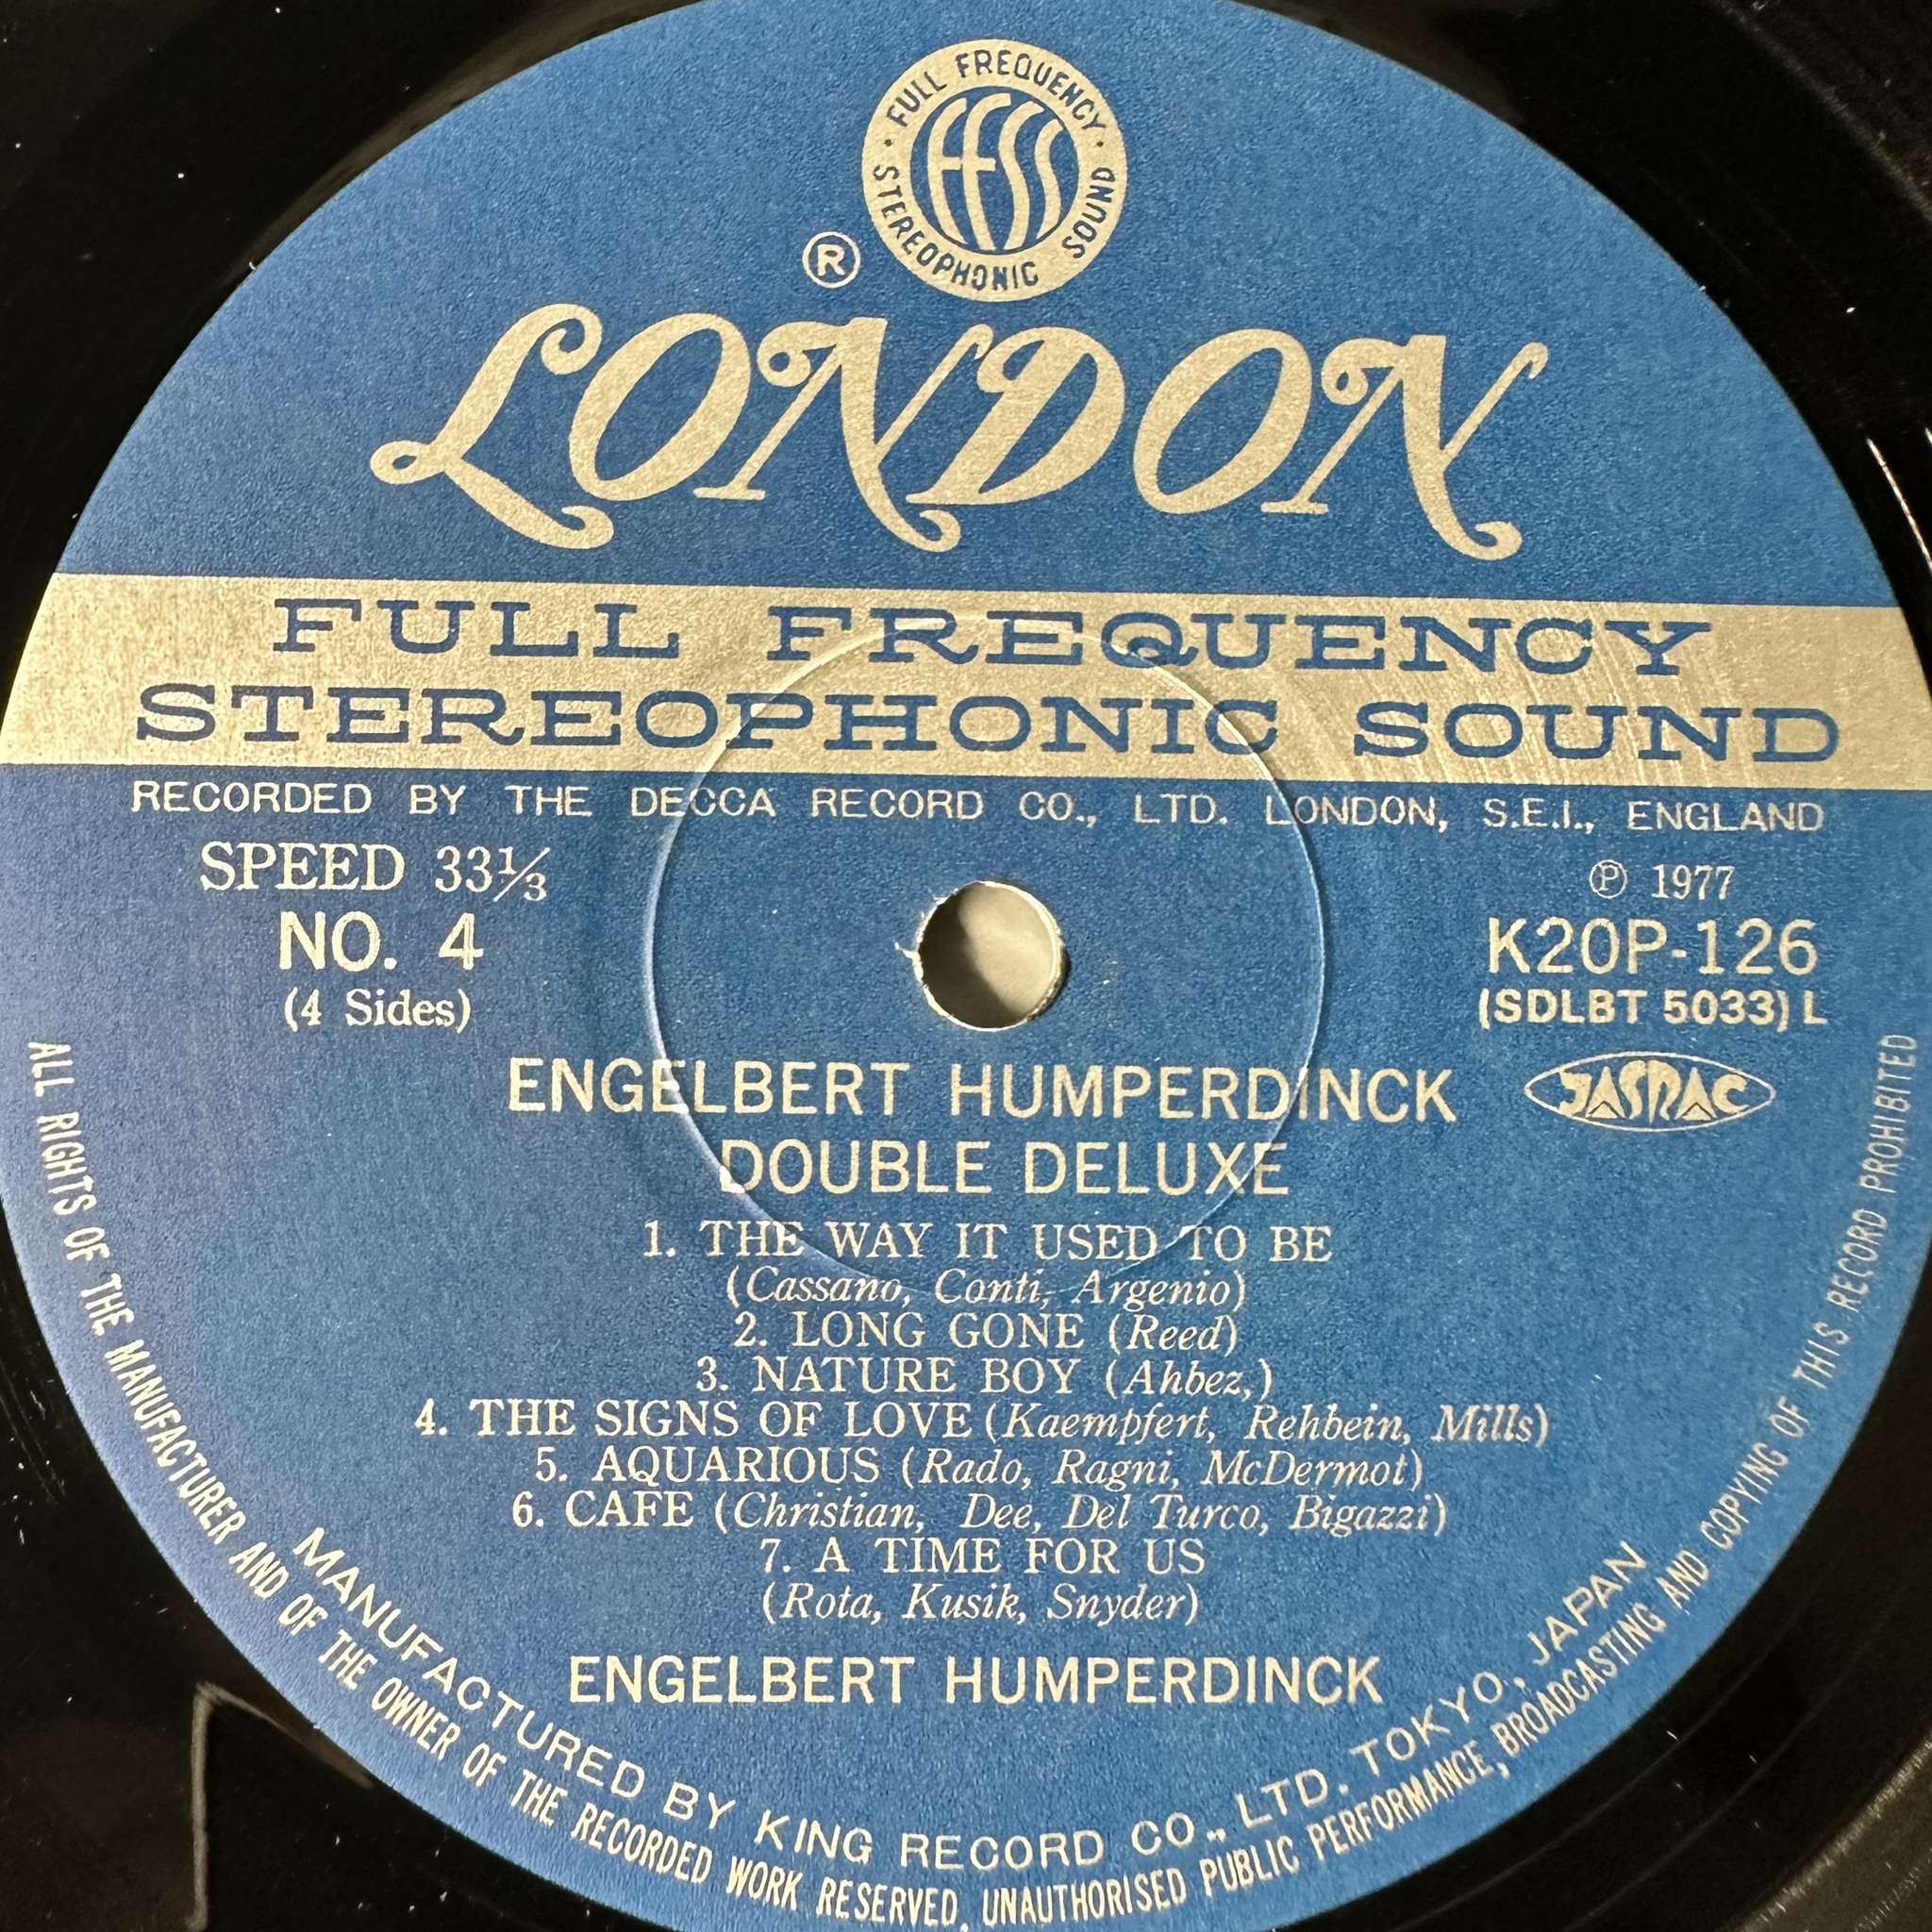 FULL FREQUENCY
ffss
STEREOPHONIC SOUND
®
LONDON
FULL FREQUENCY
STEREOPHONIC SOUND
RECORDED BY THE DECCA RECORD CO., LTD. LONDON, S.E.I., ENGLAND
SPEED 33⅓
NO. 4
(4 Sides)
℗ 1977
K20P-126
(SDLBT 5033) L
JASRAC
ENGELBERT HUMPERDINCK
DOUBLE DELUXE
1. THE WAY IT USED TO BE
(Cassano, Conti, Argenio)
2. LONG GONE (Reed)
3. NATURE BOY (Ahbez,)
4. THE SIGNS OF LOVE (Kaempfert, Rehbein, Mills)
5. AQUARIOUS (Rado, Ragni, McDermot)
6. CAFE (Christian, Dee, Del Turco, Bigazzi)
7. A TIME FOR US
(Rota, Kusik, Snyder)
ENGELBERT HUMPERDINCK
MANUFACTURED BY KING RECORD CO., LTD. TOKYO, JAPAN
ALL RIGHTS OF THE MANUFACTURER AND OF THE OWNER OF THE RECORDED WORK RESERVED, UNAUTHORISED PUBLIC PERFORMANCE, BROADCASTING AND COPYING OF THIS RECORD PROHIBITED